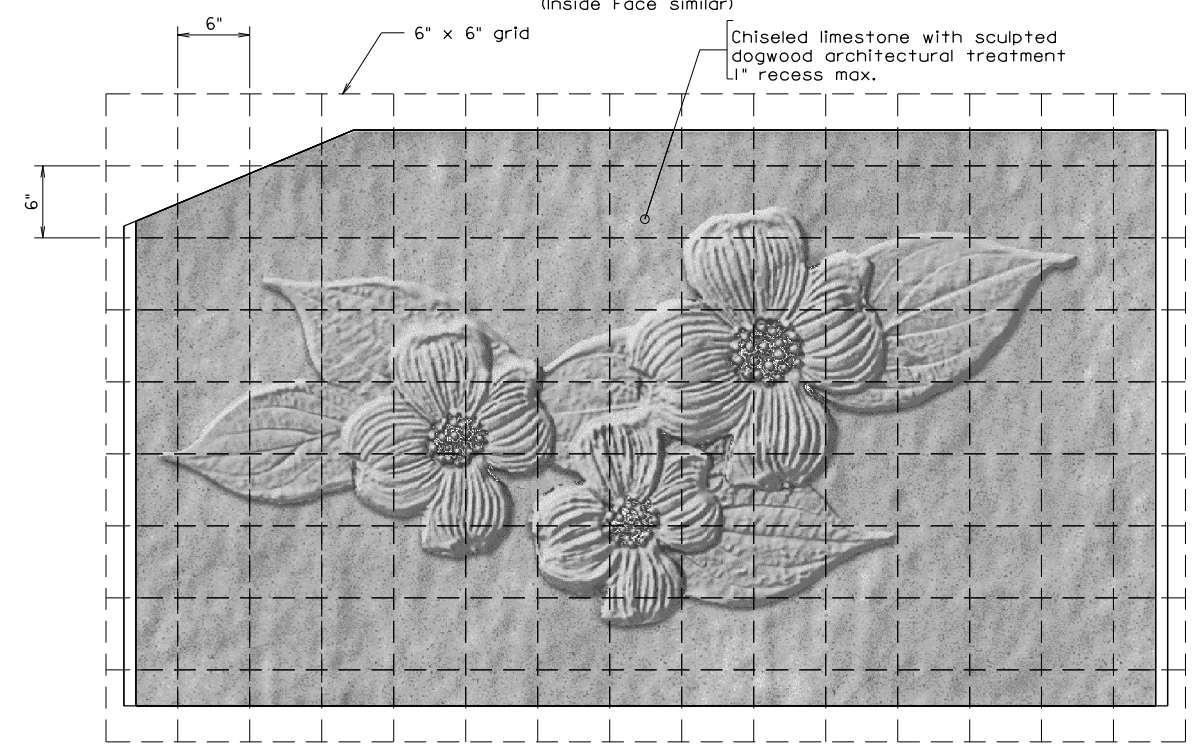 (Inside Face similar)
6"
6" x 6" grid
Chiseled limestone with sculpted
dogwood architectural treatment
1" recess max.
6"